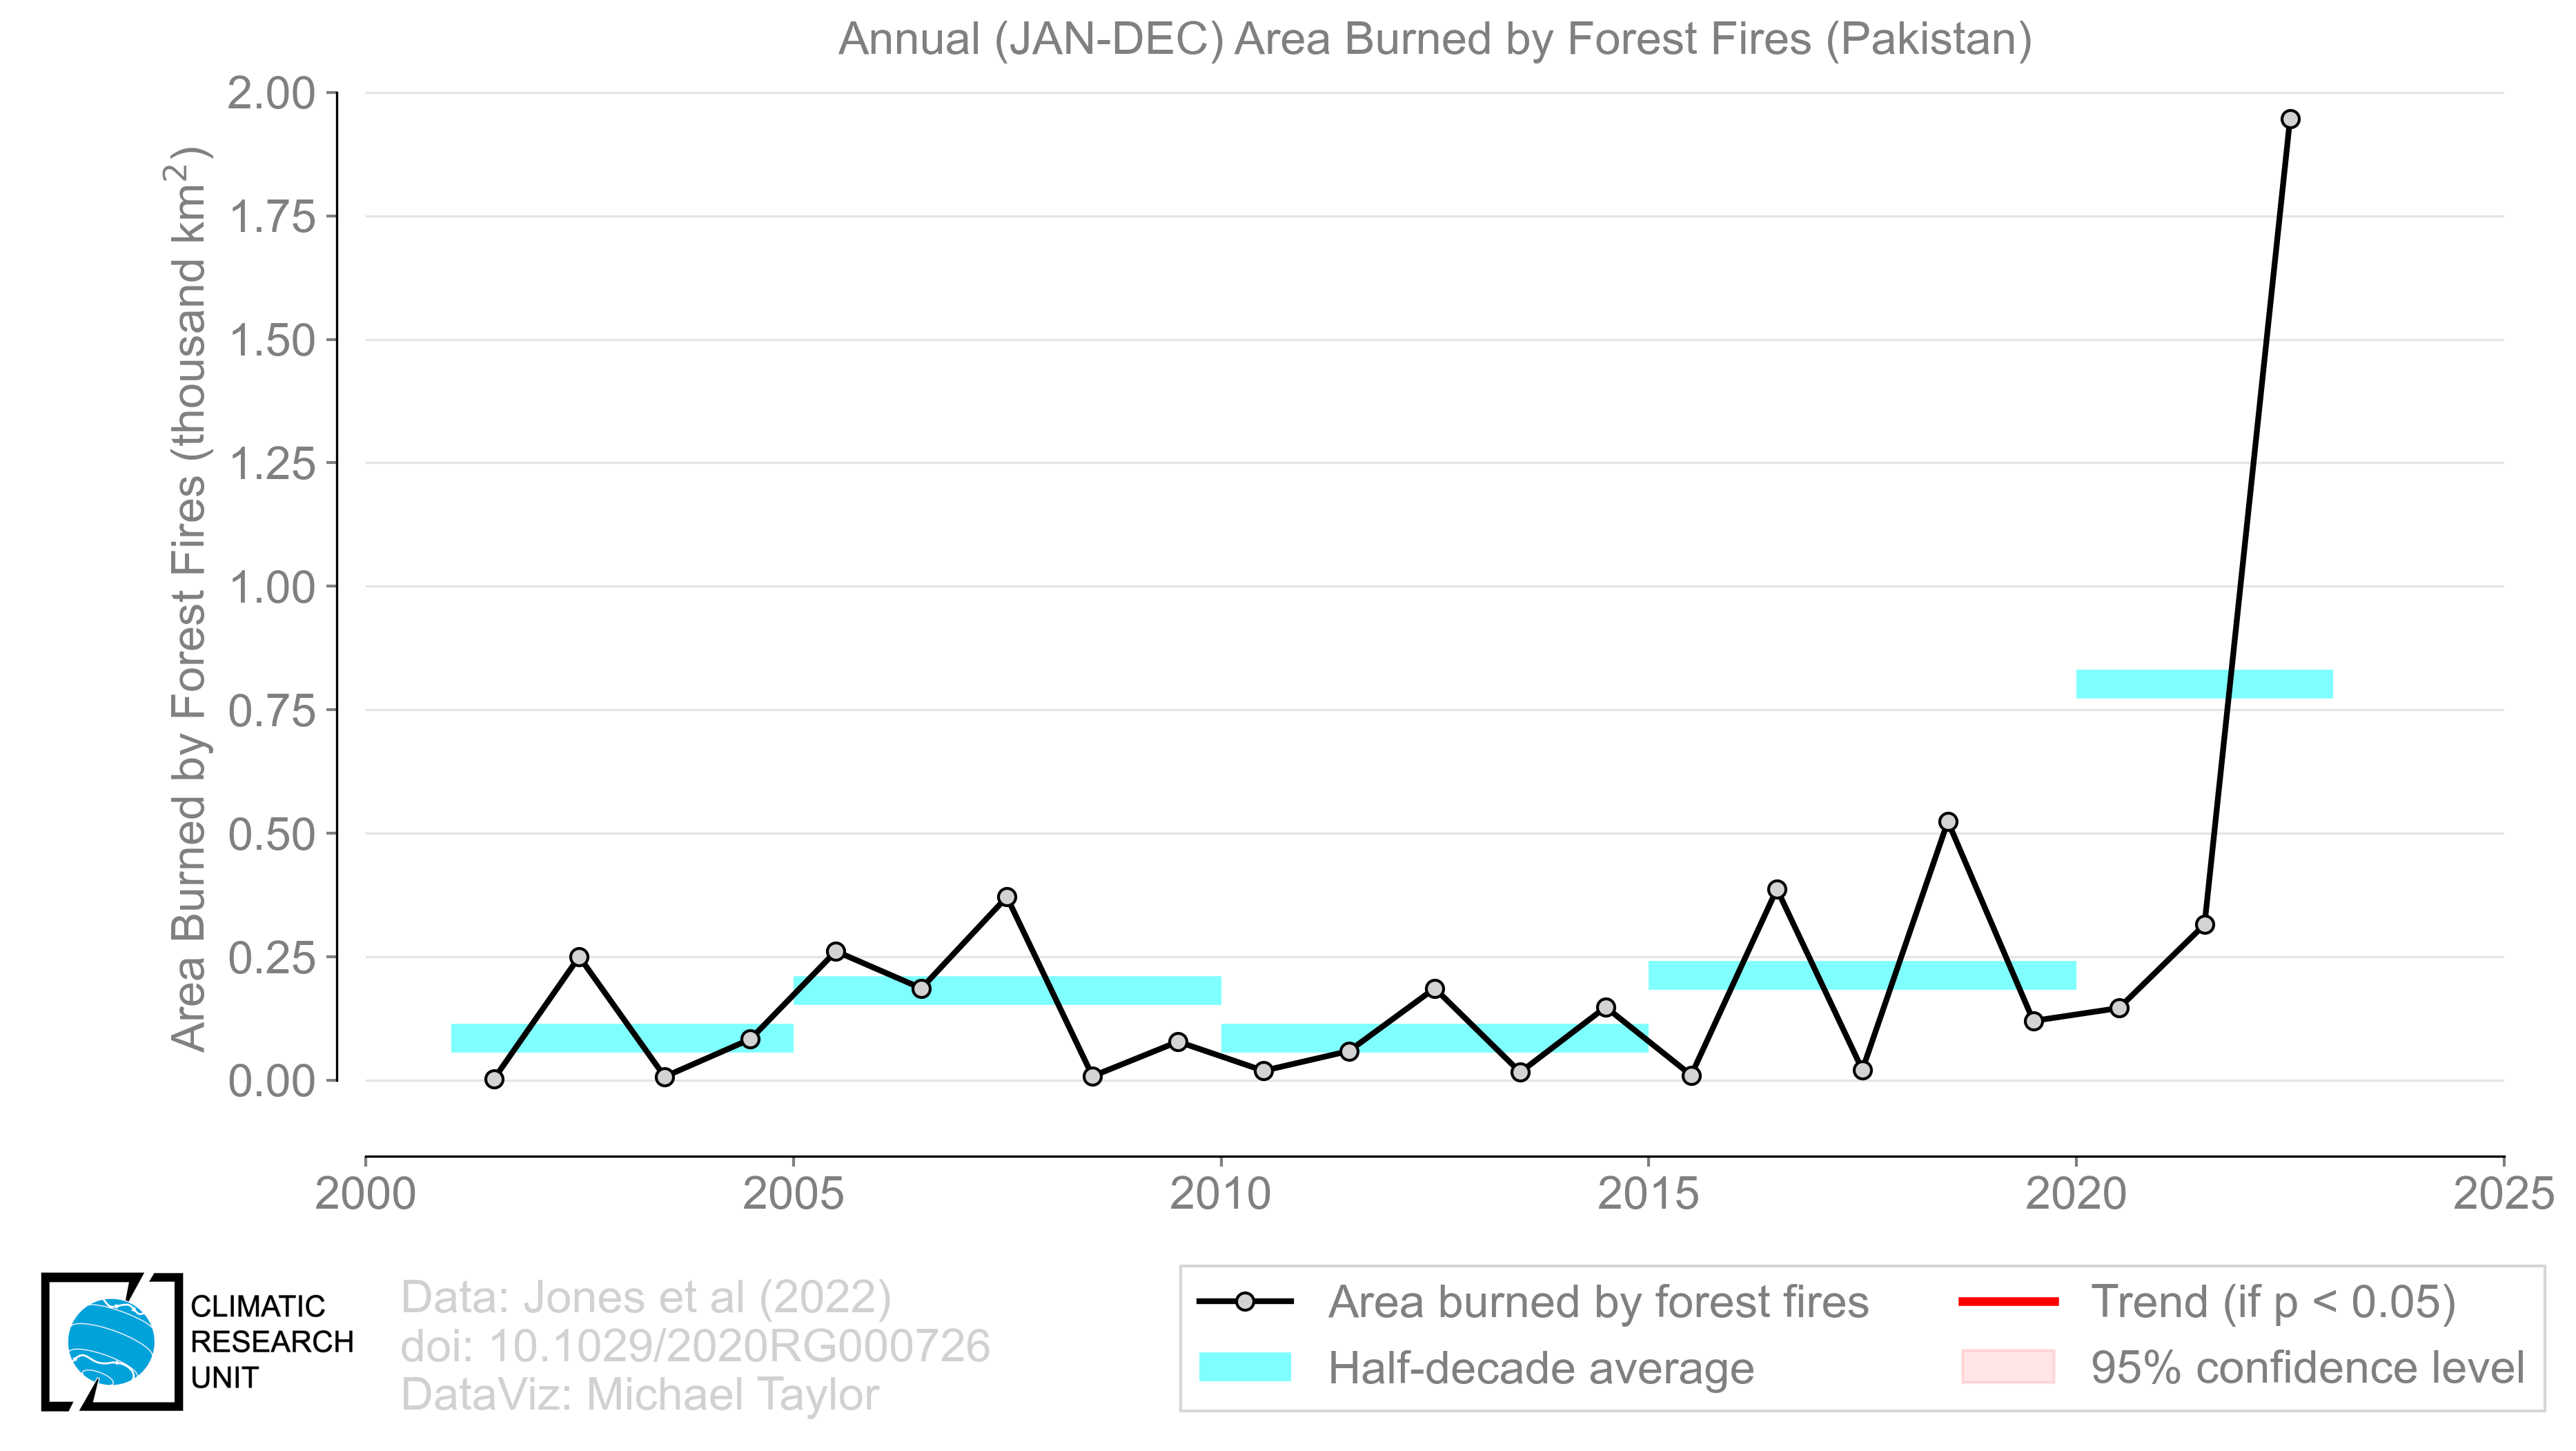 Annual (JAN-DEC) Area Burned by Forest Fires (Pakistan)
Area Burned by Forest Fires (thousand km²)
2.00
1.75
1.50
1.25
1.00
0.75
0.50
0.25
0.00
2000 2005 2010 2015 2020 2025
CLIMATIC
RESEARCH
UNIT
Data: Jones et al (2022)
doi: 10.1029/2020RG000726
DataViz: Michael Taylor
Area burned by forest fires
Half-decade average
Trend (if p < 0.05)
95% confidence level